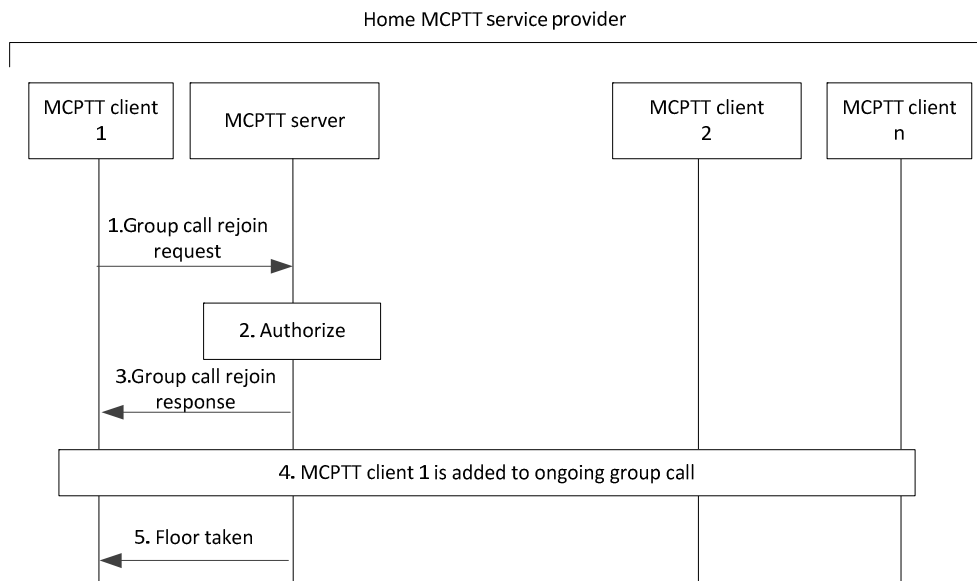 Home MCPTT service provider
MCPTT client
1
MCPTT server
MCPTT client
2
MCPTT client
n
1.Group call rejoin
request
2. Authorize
3.Group call rejoin
response
4. MCPTT client 1 is added to ongoing group call
5. Floor taken